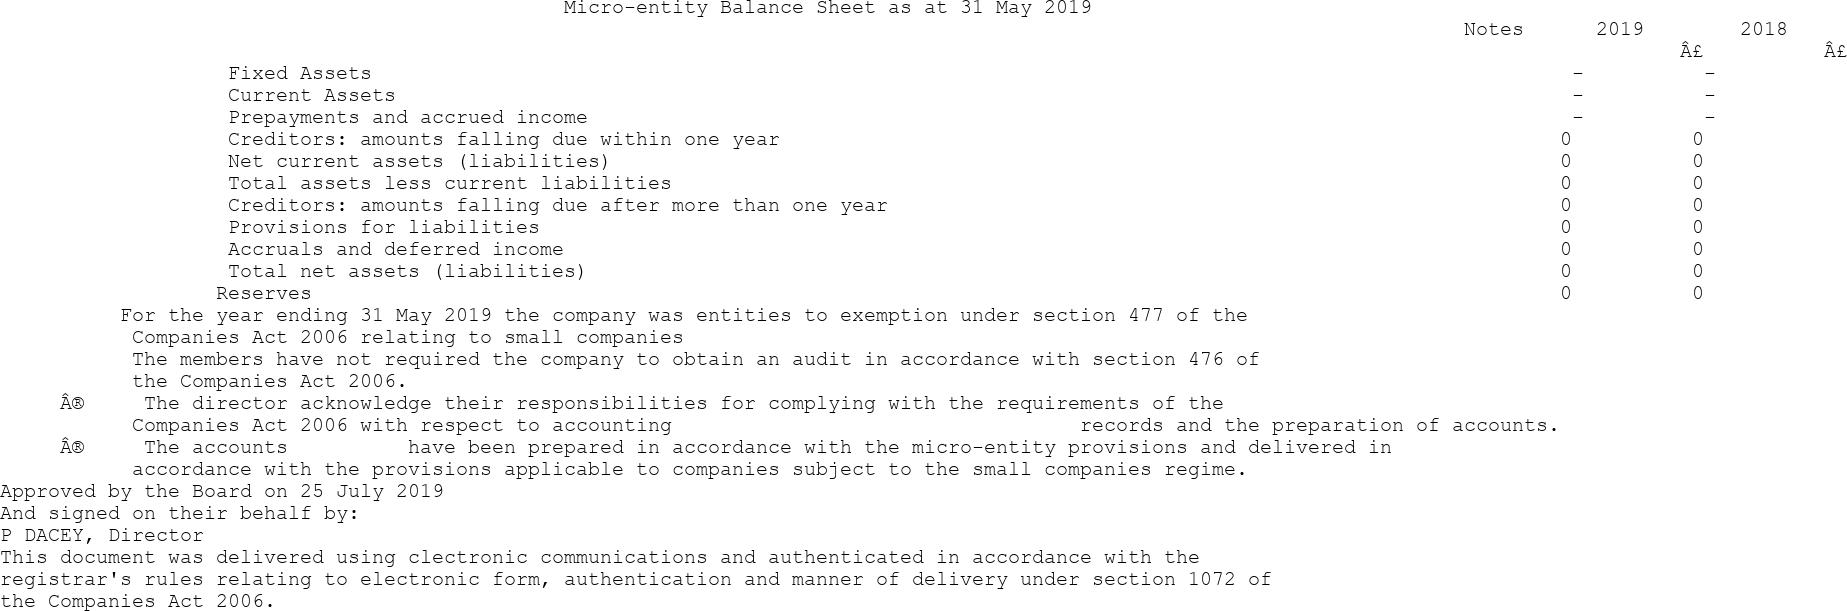 Micro-entity Balance Sheet as at 31 May 2019
Notes 2019 2018
Â£ Â£
Fixed Assets - -
Current Assets - -
Prepayments and accrued income - -
Creditors: amounts falling due within one year 0 0
Net current assets (liabilities) 0 0
Total assets less current liabilities 0 0
Creditors: amounts falling due after more than one year 0 0
Provisions for liabilities 0 0
Accruals and deferred income 0 0
Total net assets (liabilities) 0 0
Reserves 0 0
For the year ending 31 May 2019 the company was entities to exemption under section 477 of the
Companies Act 2006 relating to small companies
The members have not required the company to obtain an audit in accordance with section 476 of
the Companies Act 2006.
Â® The director acknowledge their responsibilities for complying with the requirements of the
Companies Act 2006 with respect to accounting records and the preparation of accounts.
Â® The accounts have been prepared in accordance with the micro-entity provisions and delivered in
accordance with the provisions applicable to companies subject to the small companies regime.
Approved by the Board on 25 July 2019
And signed on their behalf by:
P DACEY, Director
This document was delivered using clectronic communications and authenticated in accordance with the
registrar's rules relating to electronic form, authentication and manner of delivery under section 1072 of
the Companies Act 2006.